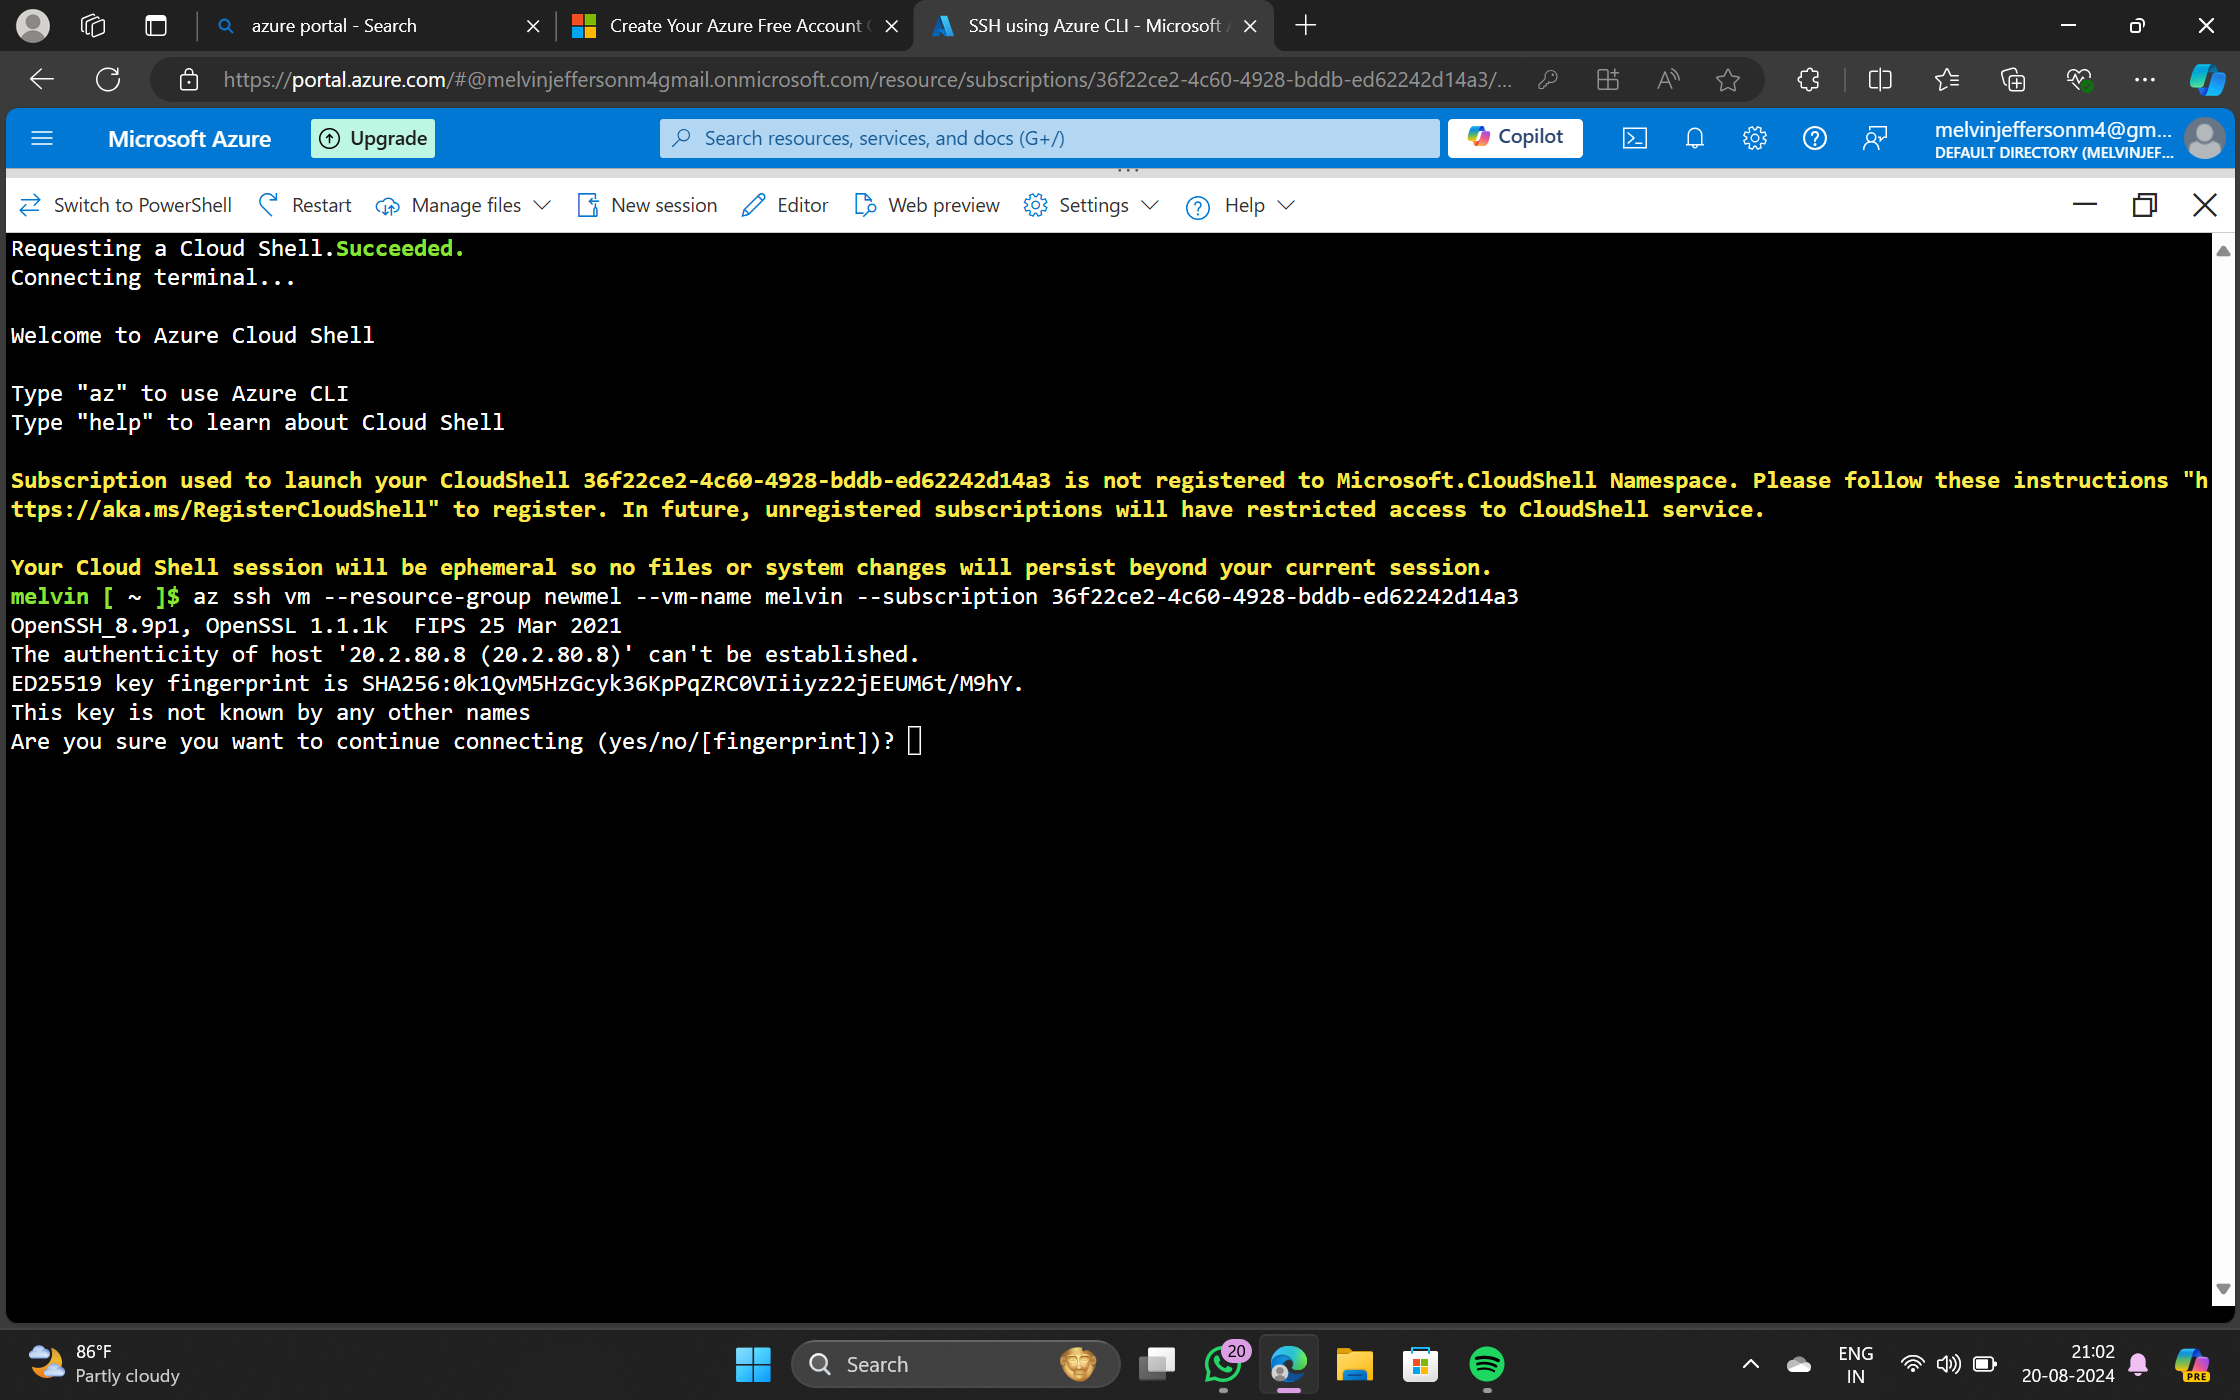 azure portal - Search
Create Your Azure Free Account
SSH using Azure CLI - Microsoft
https://portal.azure.com/#@melvinjeffersonm4gmail.onmicrosoft.com/resource/subscriptions/36f22ce2-4c60-4928-bddb-ed62242d14a3/...
Microsoft Azure
Upgrade
Search resources, services, and docs (G+/)
Copilot
melvinjeffersonm4@gm...
DEFAULT DIRECTORY (MELVINJEF...
Switch to PowerShell
Restart
Manage files
New session
Editor
Web preview
Settings
Help
Requesting a Cloud Shell.Succeeded.
Connecting terminal...
Welcome to Azure Cloud Shell
Type "az" to use Azure CLI
Type "help" to learn about Cloud Shell
Subscription used to launch your CloudShell 36f22ce2-4c60-4928-bddb-ed62242d14a3 is not registered to Microsoft.CloudShell Namespace. Please follow these instructions "h
ttps://aka.ms/RegisterCloudShell" to register. In future, unregistered subscriptions will have restricted access to CloudShell service.
Your Cloud Shell session will be ephemeral so no files or system changes will persist beyond your current session.
melvin [ ~ ]$ az ssh vm --resource-group newmel --vm-name melvin --subscription 36f22ce2-4c60-4928-bddb-ed62242d14a3
OpenSSH_8.9p1, OpenSSL 1.1.1k  FIPS 25 Mar 2021
The authenticity of host '20.2.80.8 (20.2.80.8)' can't be established.
ED25519 key fingerprint is SHA256:0k1QvM5HzGcyk36KpPqZRC0VIiiyz22jEEUM6t/M9hY.
This key is not known by any other names
Are you sure you want to continue connecting (yes/no/[fingerprint])?
86°F
Partly cloudy
Search
20
ENG
IN
21:02
20-08-2024
PRE